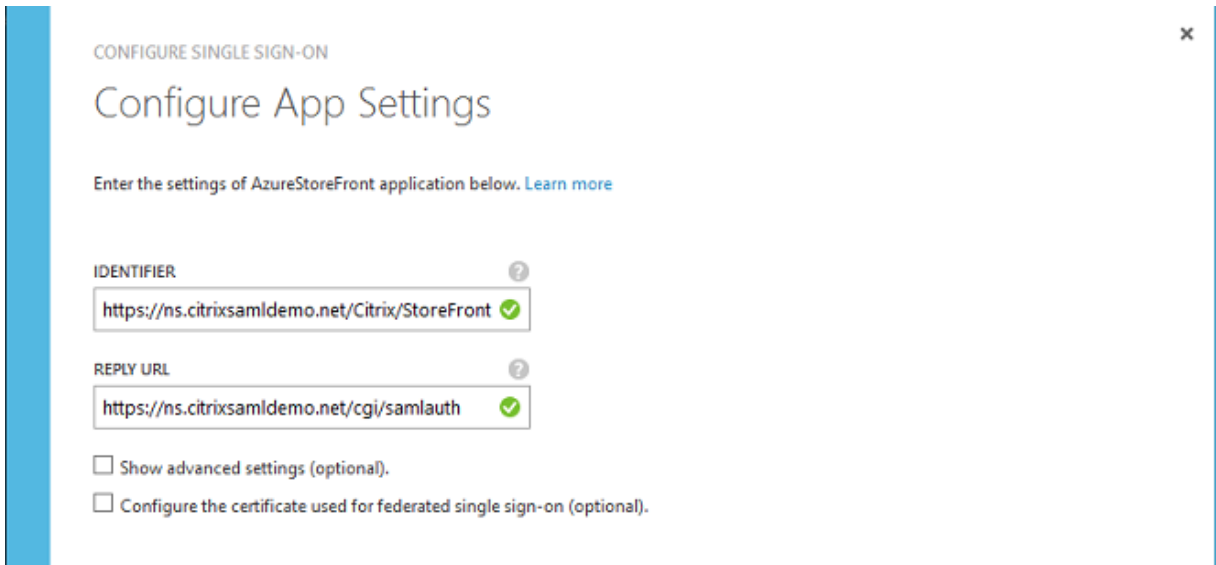 CONFIGURE SINGLE SIGN-ON
Configure App Settings
Enter the settings of AzureStoreFront application below. Learn more
IDENTIFIER
https://ns.citrixsamldemo.net/Citrix/StoreFront
REPLY URL
https://ns.citrixsamldemo.net/cgi/samlauth
Show advanced settings (optional).
Configure the certificate used for federated single sign-on (optional).